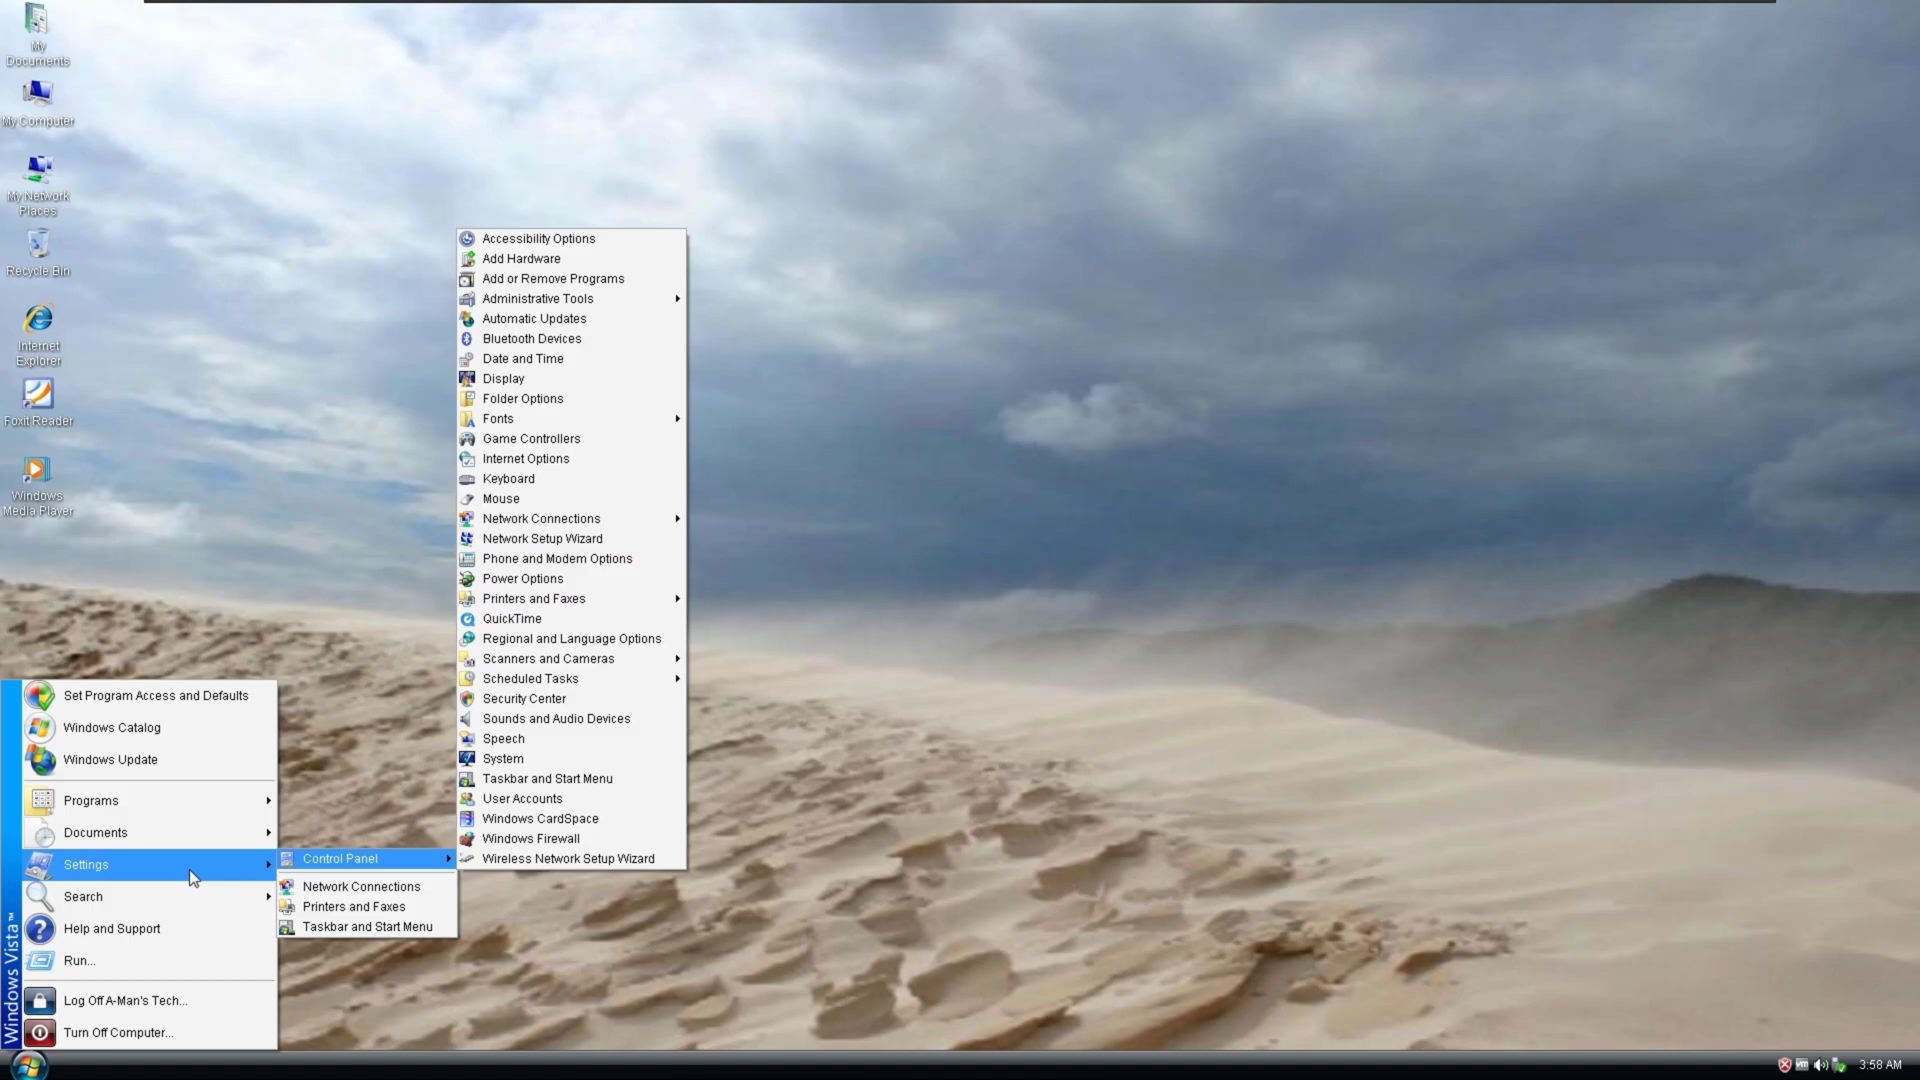 My
Documents
My Computer
My Network
Places
Recycle Bin
Internet
Explorer
Foxit Reader
Windows
Media Player
Accessibility Options
Add Hardware
Add or Remove Programs
Administrative Tools
Automatic Updates
Bluetooth Devices
Date and Time
Display
Folder Options
Fonts
Game Controllers
Internet Options
Keyboard
Mouse
Network Connections
Network Setup Wizard
Phone and Modem Options
Power Options
Printers and Faxes
QuickTime
Regional and Language Options
Scanners and Cameras
Scheduled Tasks
Security Center
Sounds and Audio Devices
Speech
System
Taskbar and Start Menu
User Accounts
Windows CardSpace
Windows Firewall
Wireless Network Setup Wizard
Set Program Access and Defaults
Windows Catalog
Windows Update
Programs
Documents
Settings
Search
Help and Support
Run...
Log Off A-Man's Tech...
Turn Off Computer...
Windows Vista™
Control Panel
Network Connections
Printers and Faxes
Taskbar and Start Menu
vm
3:58 AM